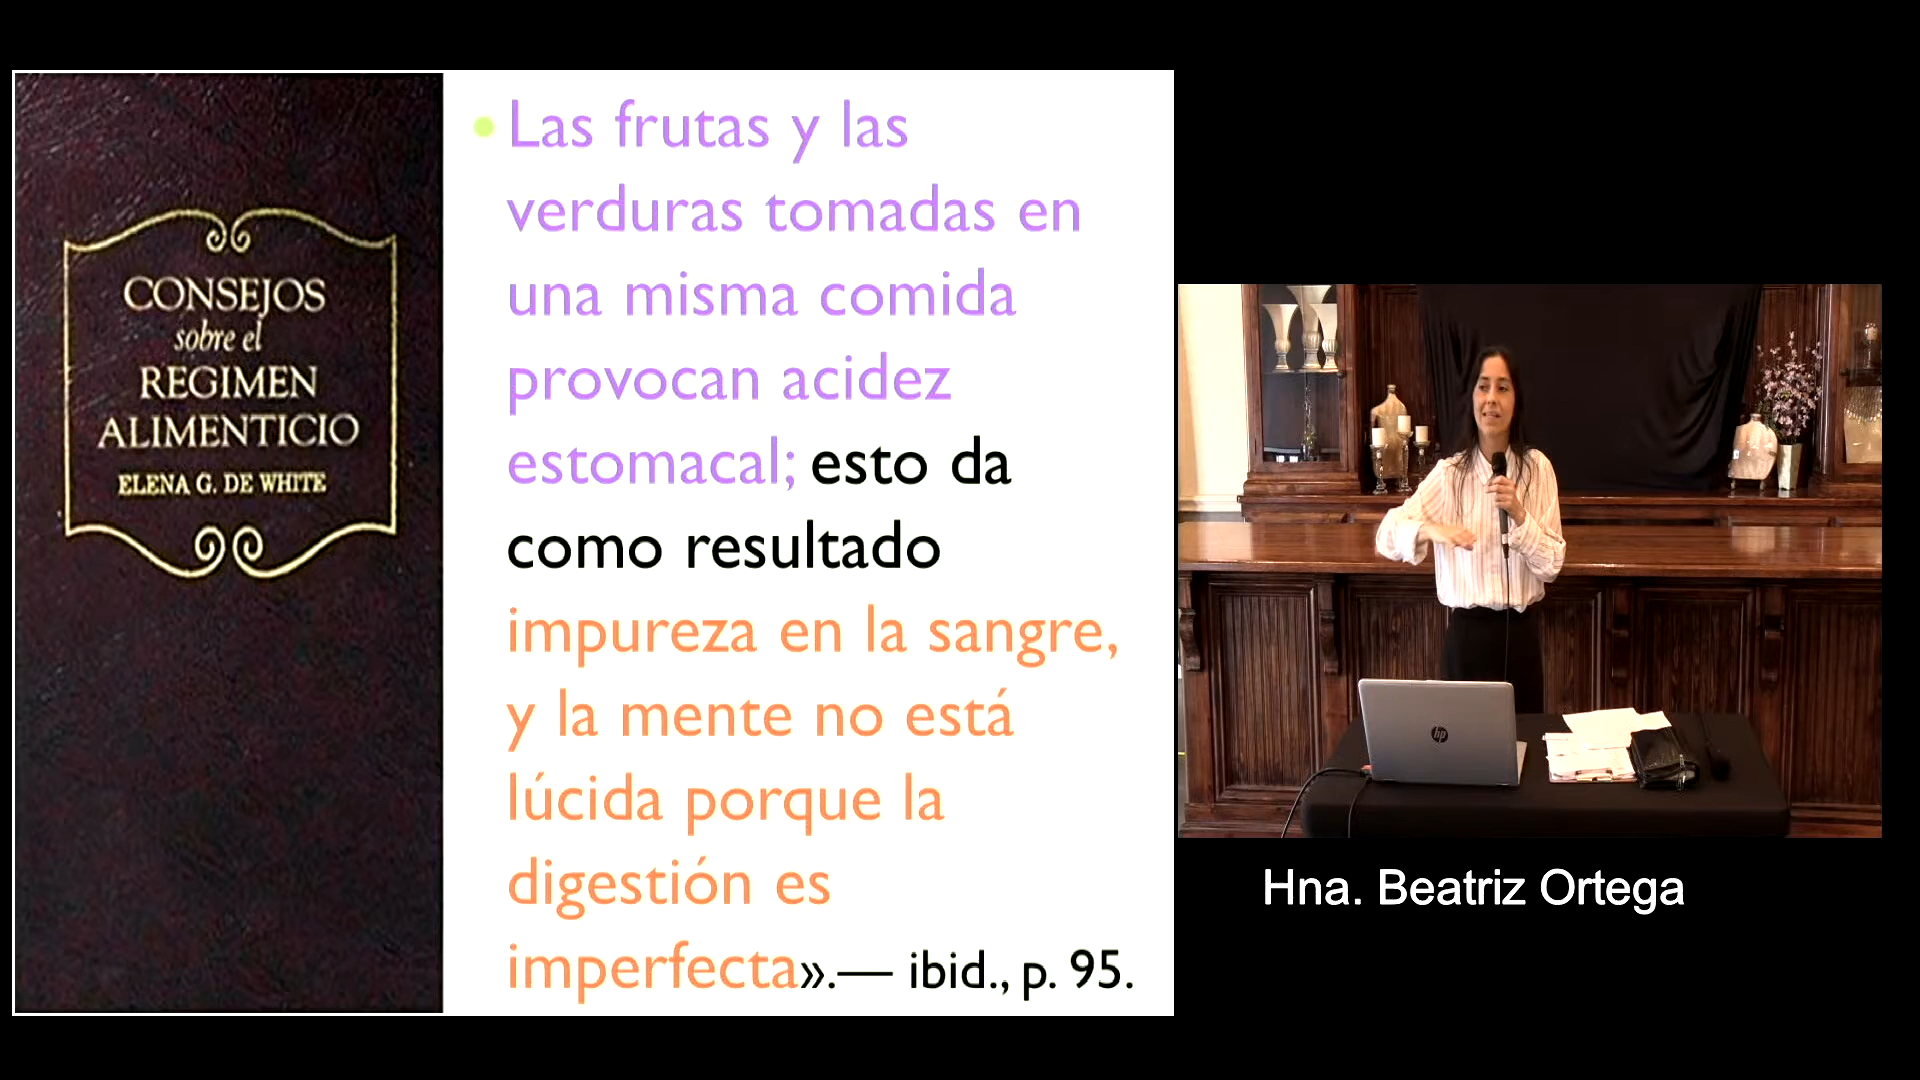 CONSEJOS
sobre el
REGIMEN
ALIMENTICIO
ELENA G. DE WHITE
• Las frutas y las
verduras tomadas en
una misma comida
provocan acidez
estomacal; esto da
como resultado
impureza en la sangre,
y la mente no está
lúcida porque la
digestión es
imperfecta».— ibid., p. 95.
hp
Hna. Beatriz Ortega